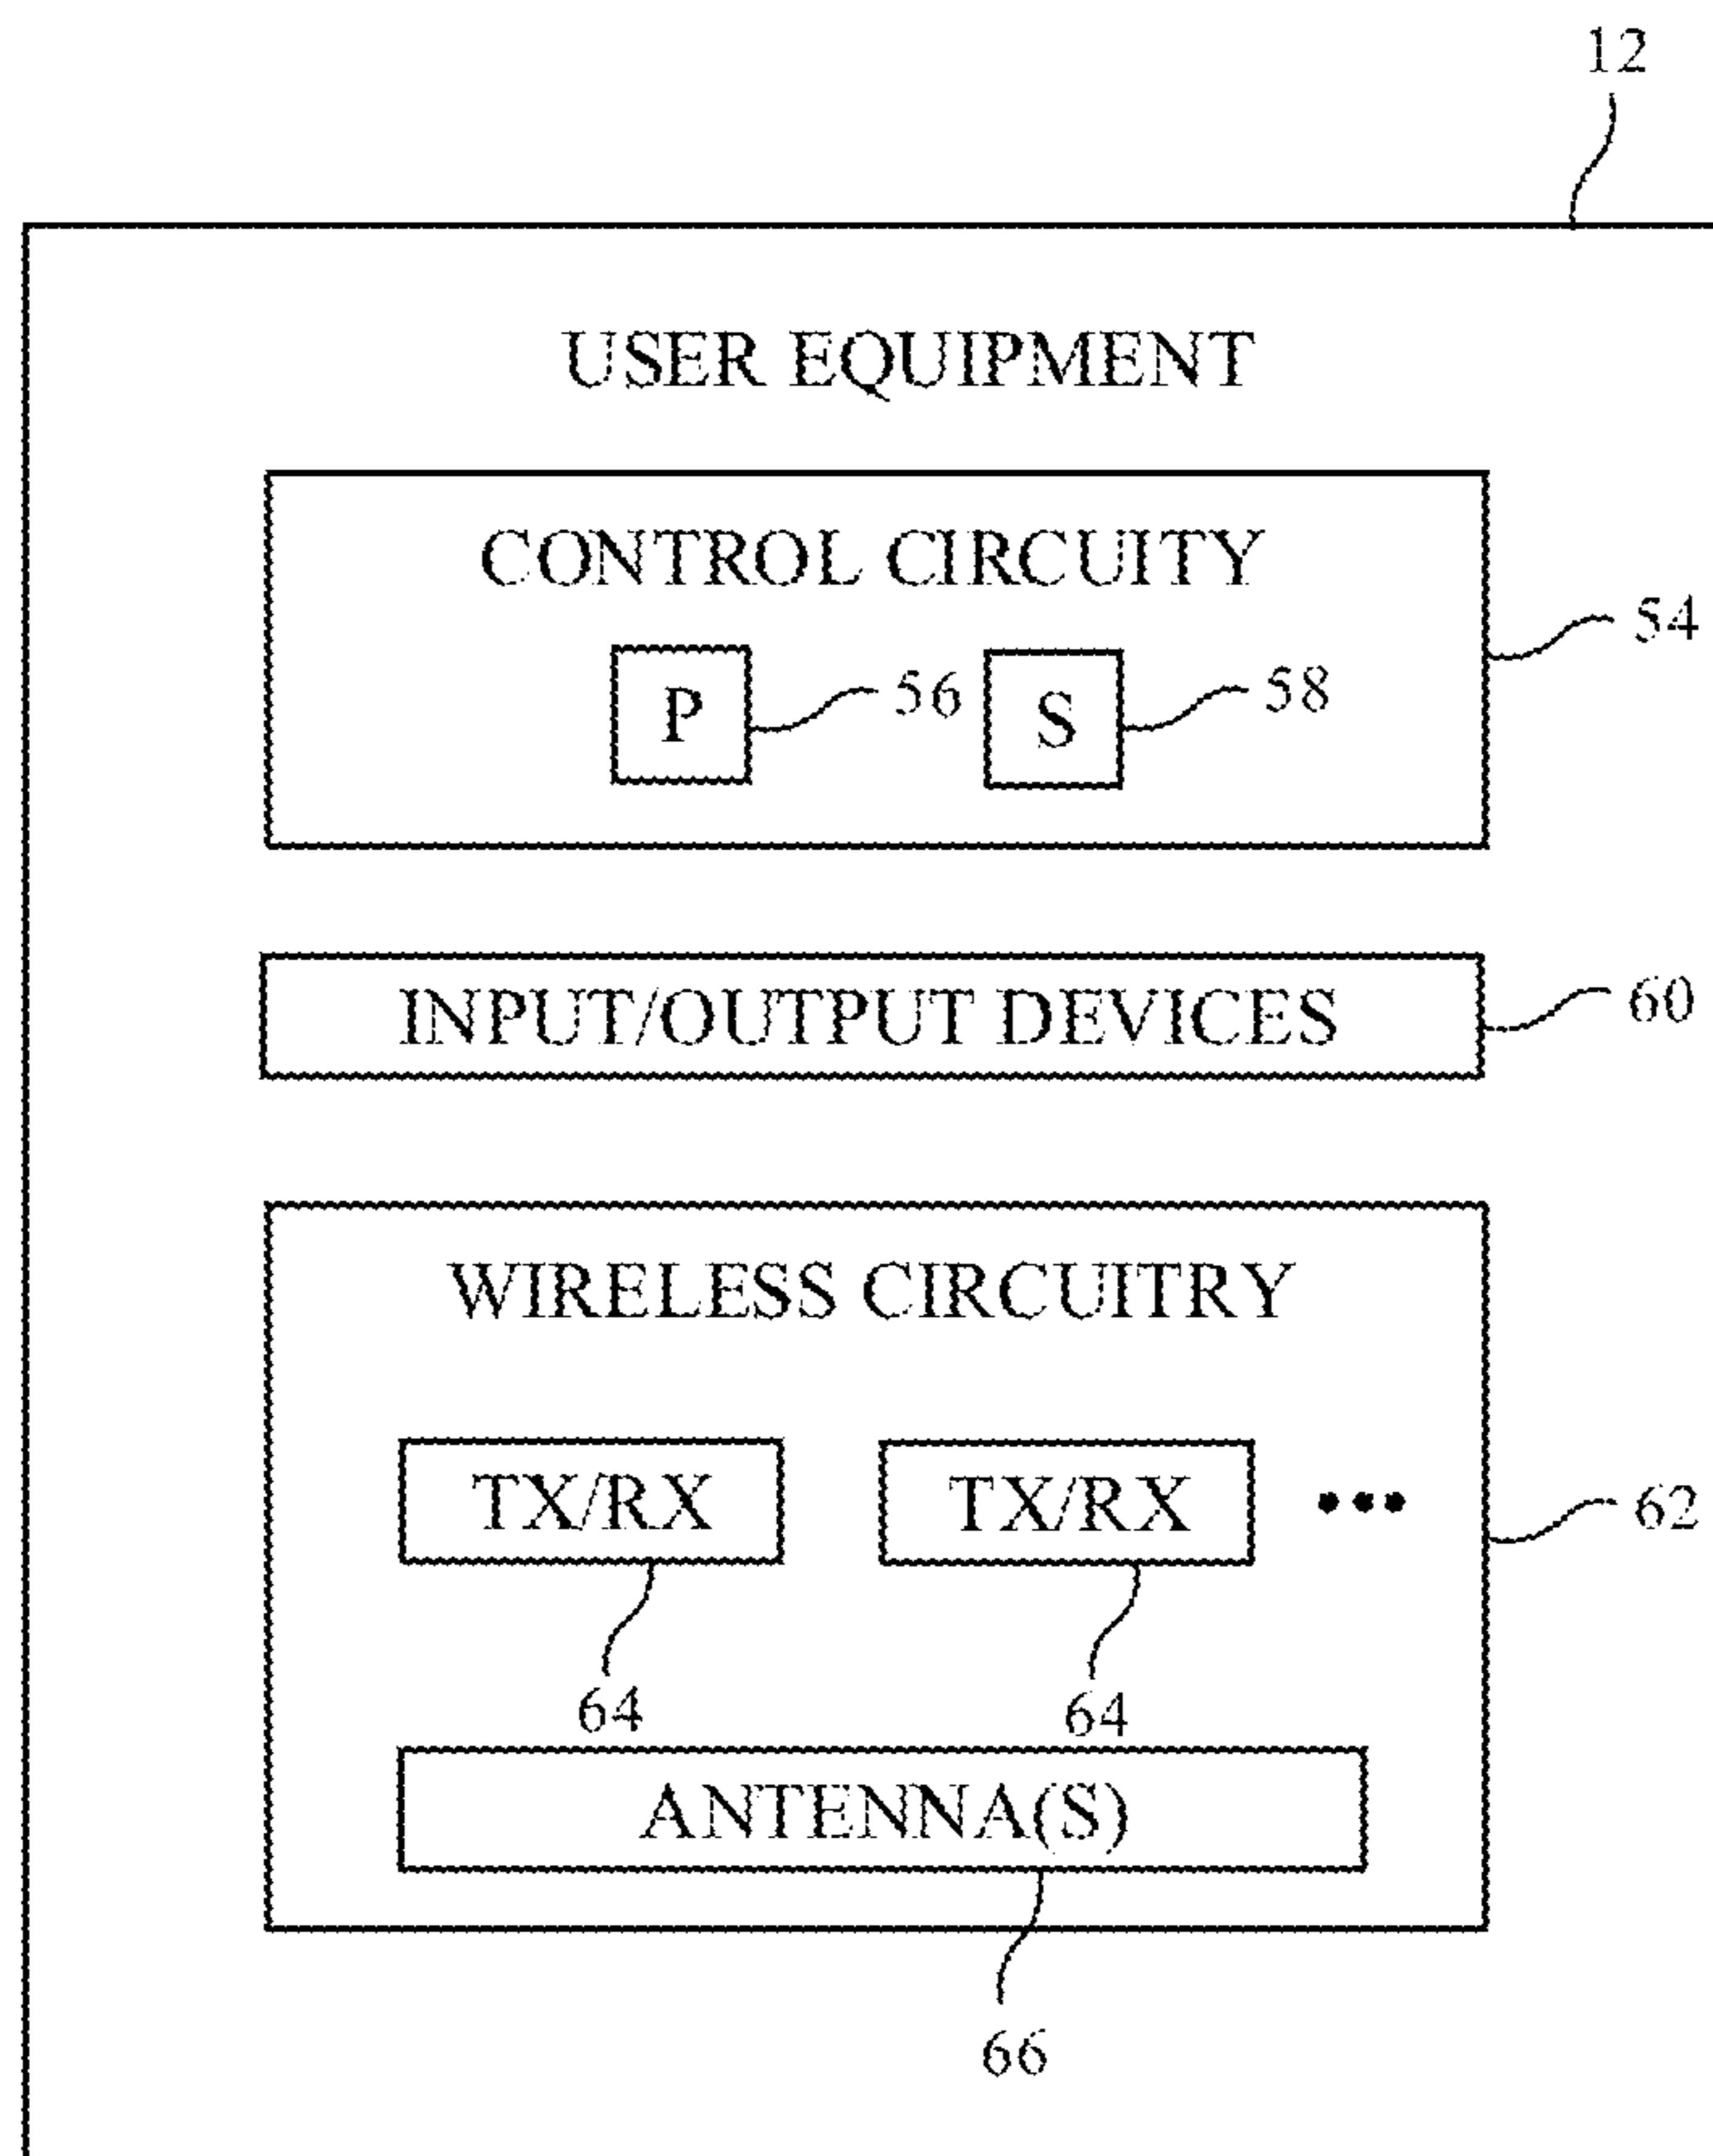 12
USER EQUIPMENT
CONTROL CIRCUITY
54
P 56 S 58
INPUT/OUTPUT DEVICES 60
WIRELESS CIRCUITRY
TX/RX TX/RX ••• 62
64 64
ANTENNA(S)
66